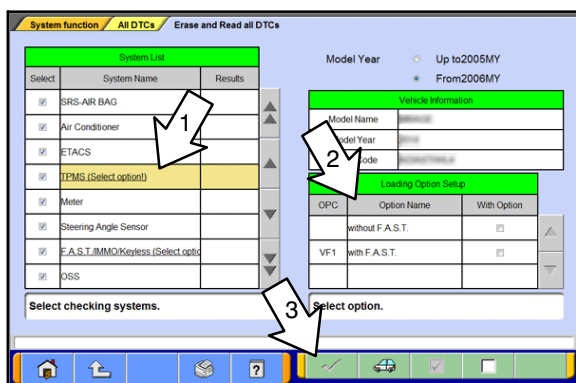 System function
All DTCs
Erase and Read all DTCs
System List
Select System Name Results
SRS-AIR BAG
Air Conditioner
ETACS
TPMS (Select option!)
Meter
Steering Angle Sensor
F.A.S.T./IMMO/Keyless (Select optic
OSS
Select checking systems.
Model Year Up to2005MY
From2006MY
Vehicle Information
Model Name
Year
Code
Loading Option Setup
OPC Option Name With Option
without F.A.S.T.
VF1 with F.A.S.T.
Select option.
1
2
3
?